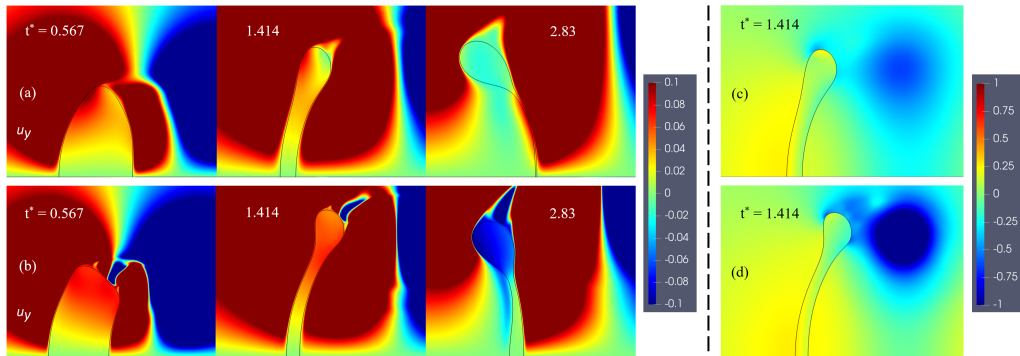 t* = 0.567 1.414 2.83
(a)
uy
t* = 0.567 1.414 2.83
(b)
uy
0.1
0.08
0.06
0.04
0.02
0
-0.02
-0.04
-0.06
-0.08
-0.1
t* = 1.414
(c)
t* = 1.414
(d)
1
0.75
0.5
0.25
0
-0.25
-0.5
-0.75
-1